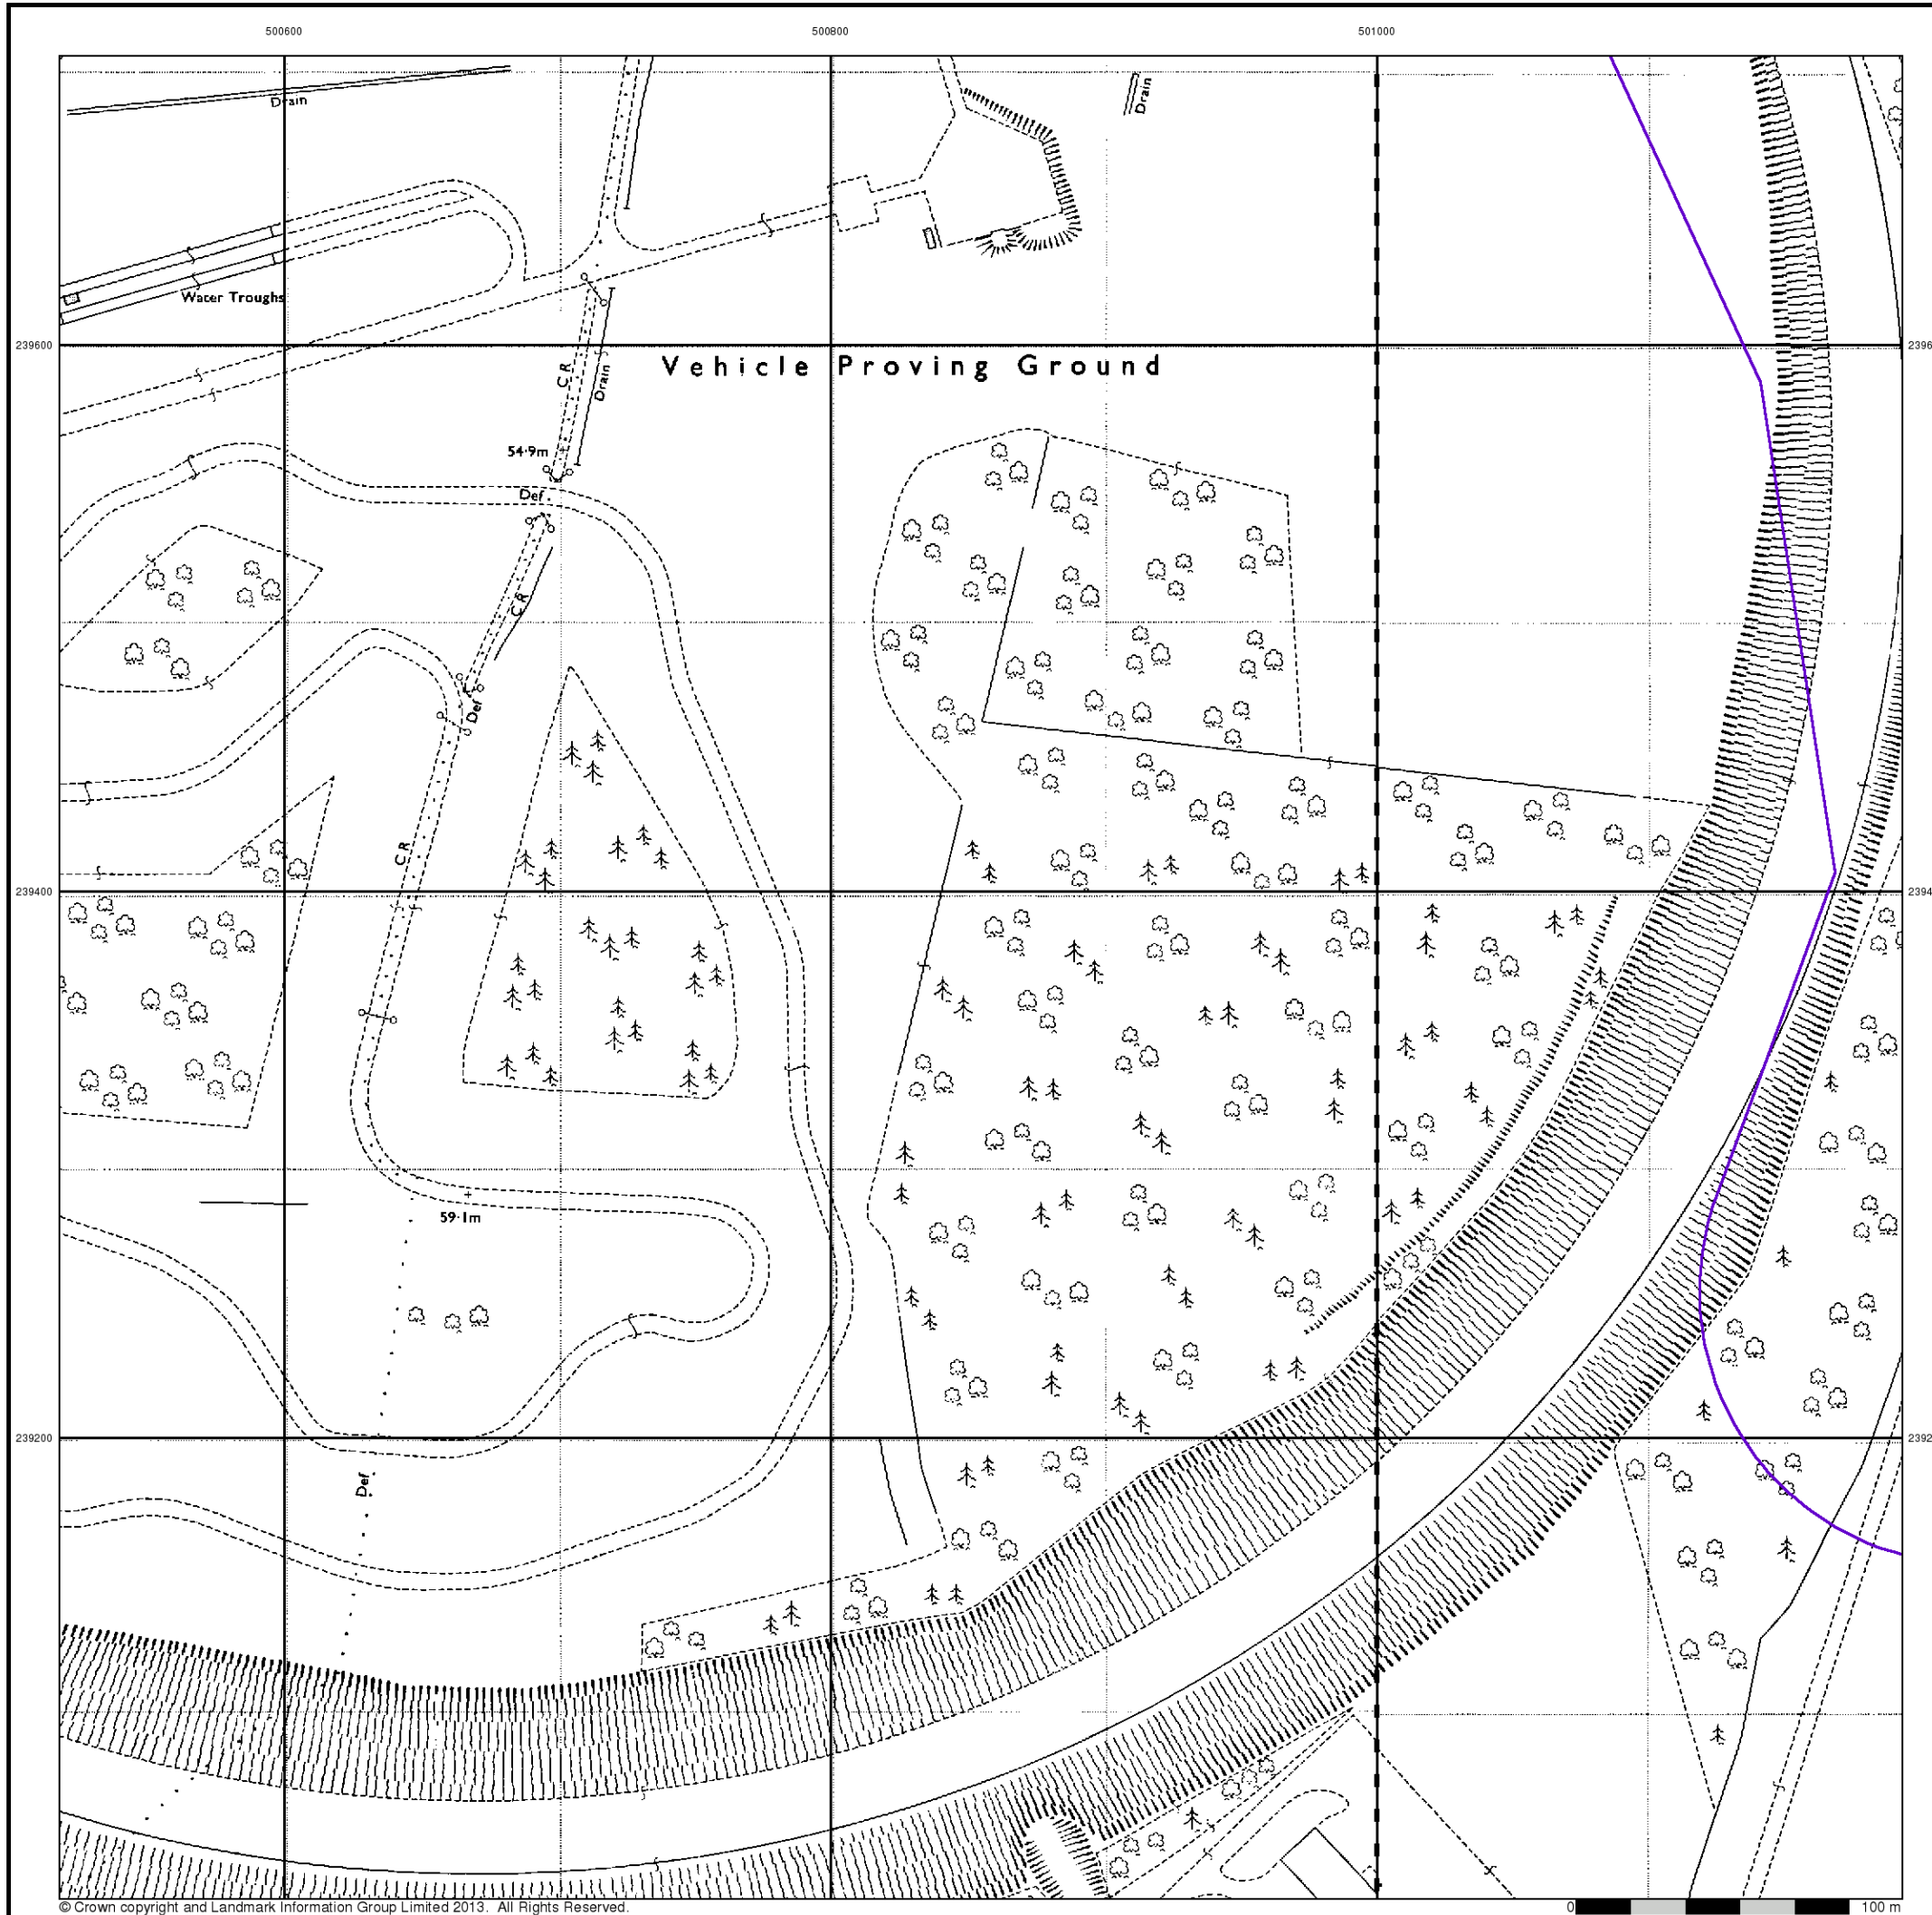 500600 500800 501000
Drain
Drain
Water Troughs
239600
Vehicle Proving Ground
C R
Drain
54·9m
Def
C R
Def
C R
239400
59·1m
239200
Def
© Crown copyright and Landmark Information Group Limited 2013. All Rights Reserved.
0 100 m